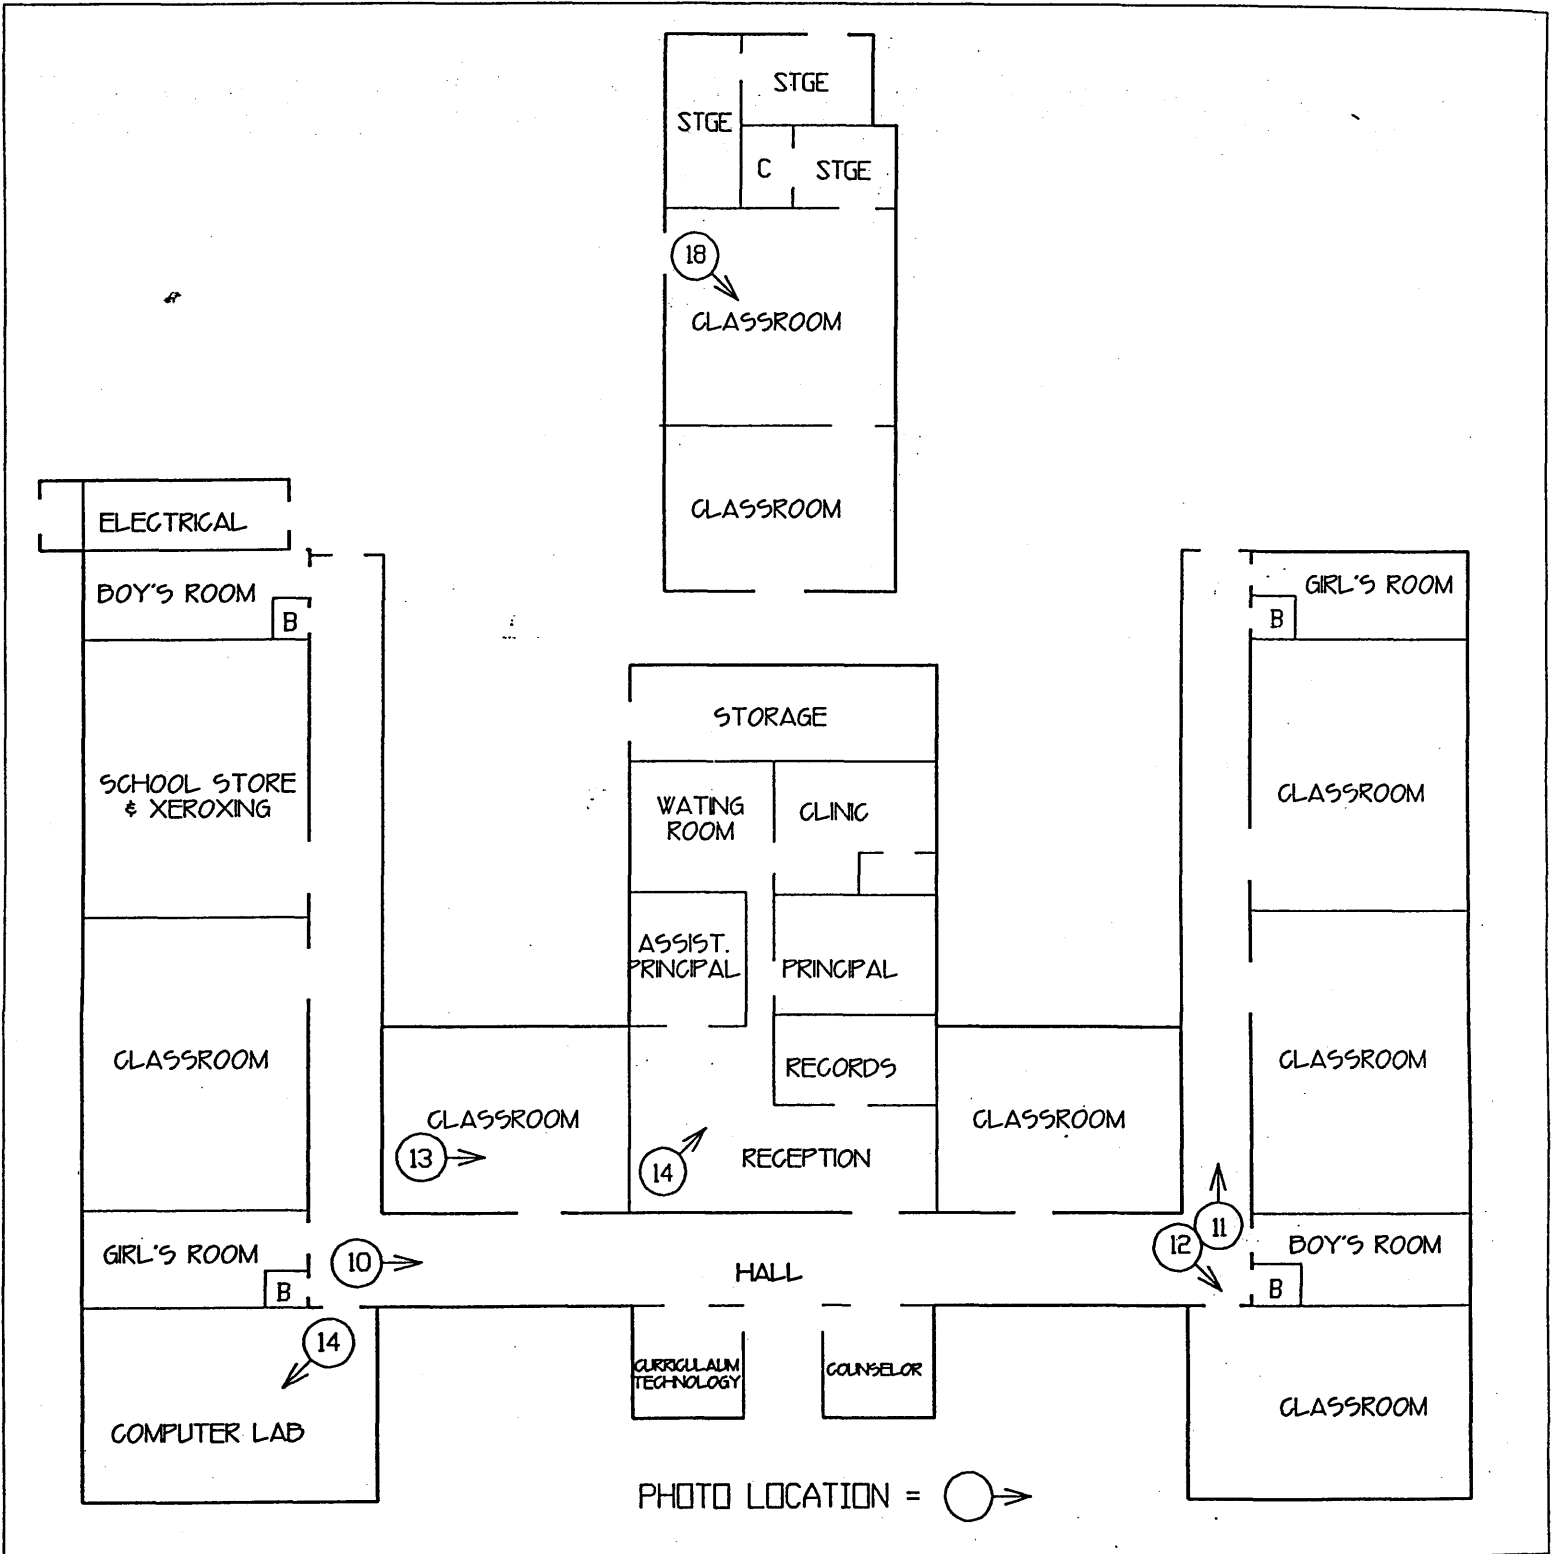 STGE
STGE
C
STGE
18
CLASSROOM
CLASSROOM
ELECTRICAL
BOY'S ROOM
B
GIRL'S ROOM
B
STORAGE
SCHOOL STORE
& XEROXING
WATING
ROOM
CLINIC
CLASSROOM
ASSIST.
PRINCIPAL
PRINCIPAL
CLASSROOM
RECORDS
CLASSROOM
CLASSROOM
CLASSROOM
13
14
RECEPTION
GIRL'S ROOM
B
10
HALL
12
11
BOY'S ROOM
B
14
CURRICULAUM
TECHNOLOGY
COUNSELOR
COMPUTER LAB
CLASSROOM
PHOTO LOCATION =